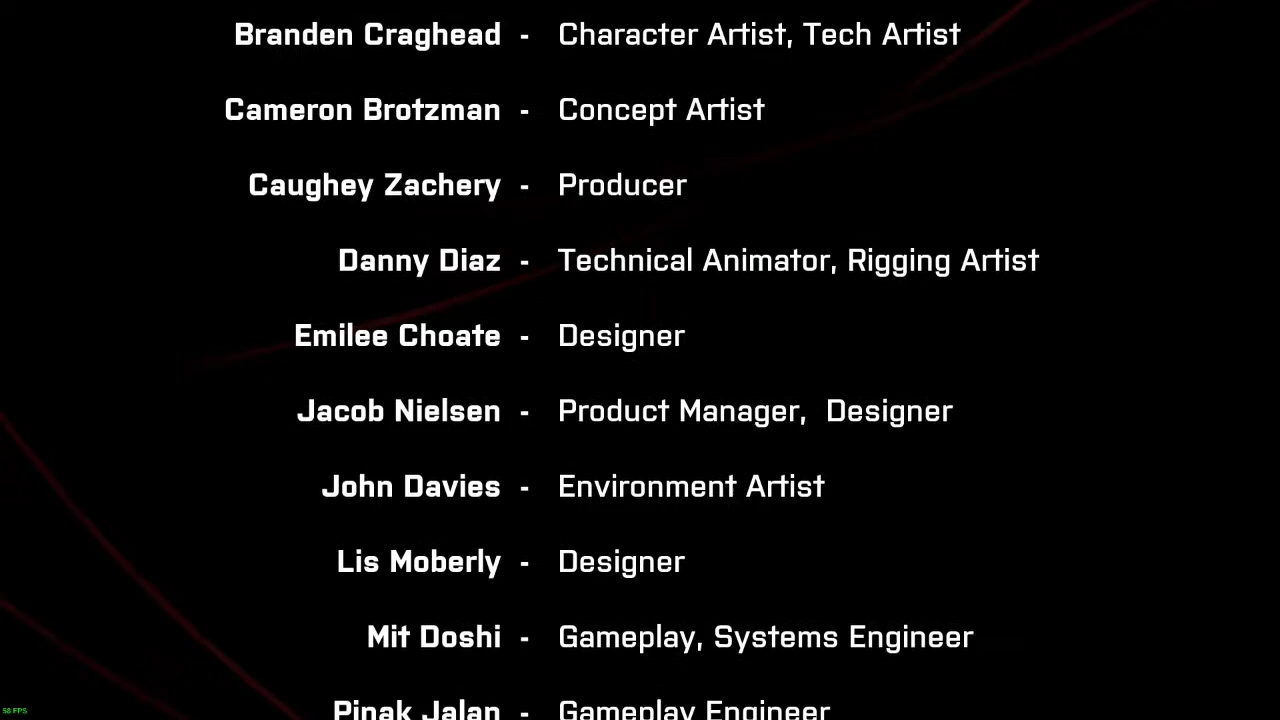 Branden Craghead - Character Artist, Tech Artist
Cameron Brotzman - Concept Artist
Caughey Zachery - Producer
Danny Diaz - Technical Animator, Rigging Artist
Emilee Choate - Designer
Jacob Nielsen - Product Manager,  Designer
John Davies - Environment Artist
Lis Moberly - Designer
Mit Doshi - Gameplay, Systems Engineer
Pinak Jalan - Gameplay Engineer
58 FPS